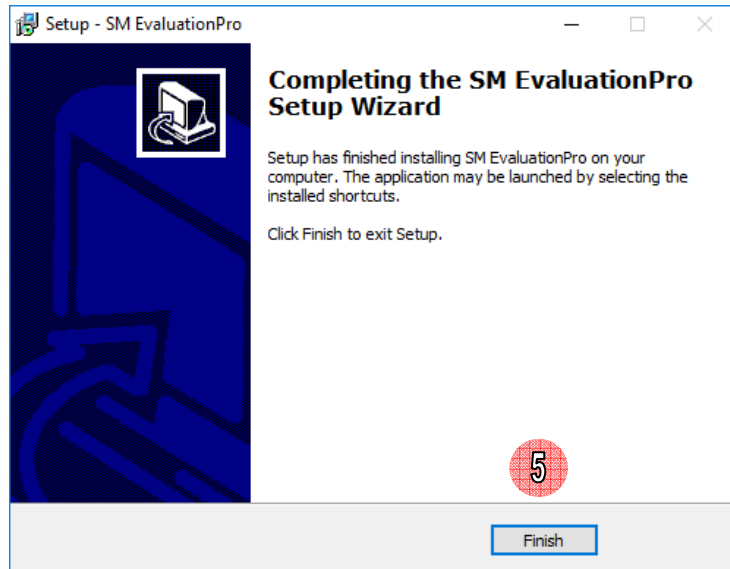 Setup - SM EvaluationPro
Completing the SM EvaluationPro
Setup Wizard
Setup has finished installing SM EvaluationPro on your
computer. The application may be launched by selecting the
installed shortcuts.
Click Finish to exit Setup.
5
Finish